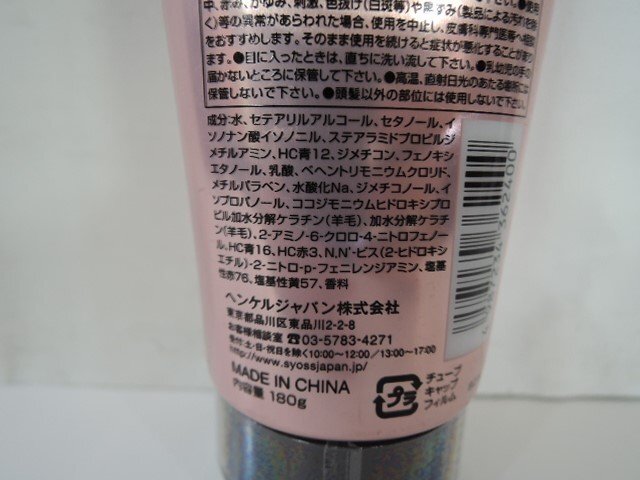 中、赤み、かゆみ、刺激、色抜け(白斑等)や黒ずみ(製品による汚れを除
く)等の異常があらわれた場合、使用を中止し、皮膚科専門医等へ相談
をおすすめします。そのまま使用を続けると症状が悪化することがあり
ます。●目に入ったときは、直ちに洗い流して下さい。●乳幼児の手の
届かないところに保管して下さい。●高温、直射日光のあたる場所には
保管しないで下さい。●頭髪以外の部位には使用しないで下さい。
成分:水、セテアリルアルコール、セタノール、イ
ソノナン酸イソノニル、ステアラミドプロピルジ
メチルアミン、HC青12、ジメチコン、フェノキシ
エタノール、乳酸、ベヘントリモニウムクロリド、
メチルパラベン、水酸化Na、ジメチコノール、イ
ソプロパノール、ココジモニウムヒドロキシプロ
ピル加水分解ケラチン(羊毛)、加水分解ケラチ
ン(羊毛)、2-アミノ-6-クロロ-4-ニトロフェノー
ル、HC青16、HC赤3、N,N'-ビス(2-ヒドロキシ
エチル)-2-ニトロ-p-フェニレンジアミン、塩基
性赤76、塩基性黄57、香料
ヘンケルジャパン株式会社
東京都品川区東品川2-2-8
お客様相談室 ☎03-5783-4271
受付:土・日・祝日を除く10:00～12:00／13:00～17:00
http://www.syossjapan.jp/
MADE IN CHINA
内容量 180g
プラ
チューブ
キャップ
フィルム